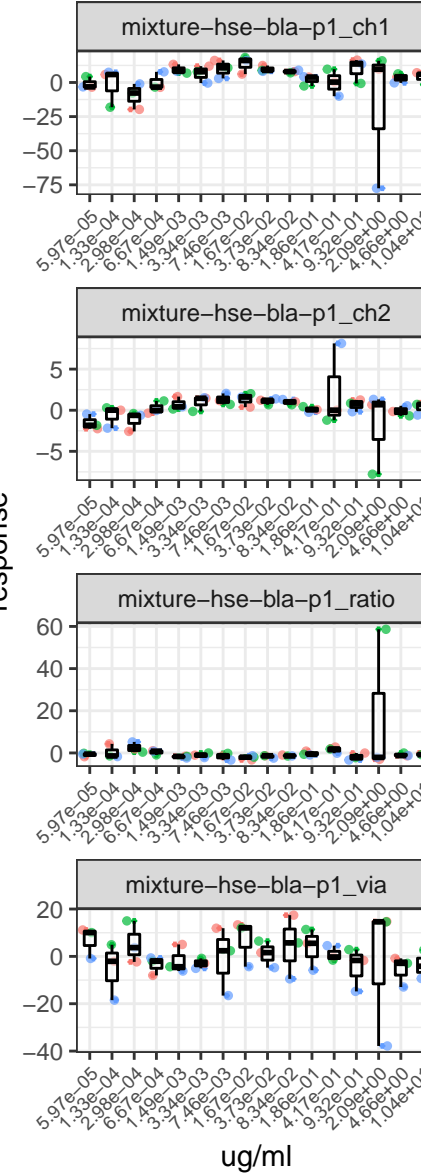 mixture−hse−bla−p1_ch1
0
−25
−50
−75
5.97e−05
1.33e−04
2.98e−04
6.67e−04
1.49e−03
3.34e−03
7.46e−03
1.67e−02
3.73e−02
8.34e−02
1.86e−01
4.17e−01
9.32e−01
2.09e+00
4.66e+00
mixture−hse−bla−p1_ch2
5
0
−5
5.97e−05
1.33e−04
2.98e−04
6.67e−04
1.49e−03
3.34e−03
7.46e−03
1.67e−02
3.73e−02
8.34e−02
1.86e−01
4.17e−01
9.32e−01
2.09e+00
4.66e+00
response
mixture−hse−bla−p1_ratio
60
40
20
0
5.97e−05
1.33e−04
2.98e−04
6.67e−04
1.49e−03
3.34e−03
7.46e−03
1.67e−02
3.73e−02
8.34e−02
1.86e−01
4.17e−01
9.32e−01
2.09e+00
4.66e+00
mixture−hse−bla−p1_via
20
0
−20
−40
5.97e−05
1.33e−04
2.98e−04
6.67e−04
1.49e−03
3.34e−03
7.46e−03
1.67e−02
3.73e−02
8.34e−02
1.86e−01
4.17e−01
9.32e−01
2.09e+00
4.66e+00
ug/ml